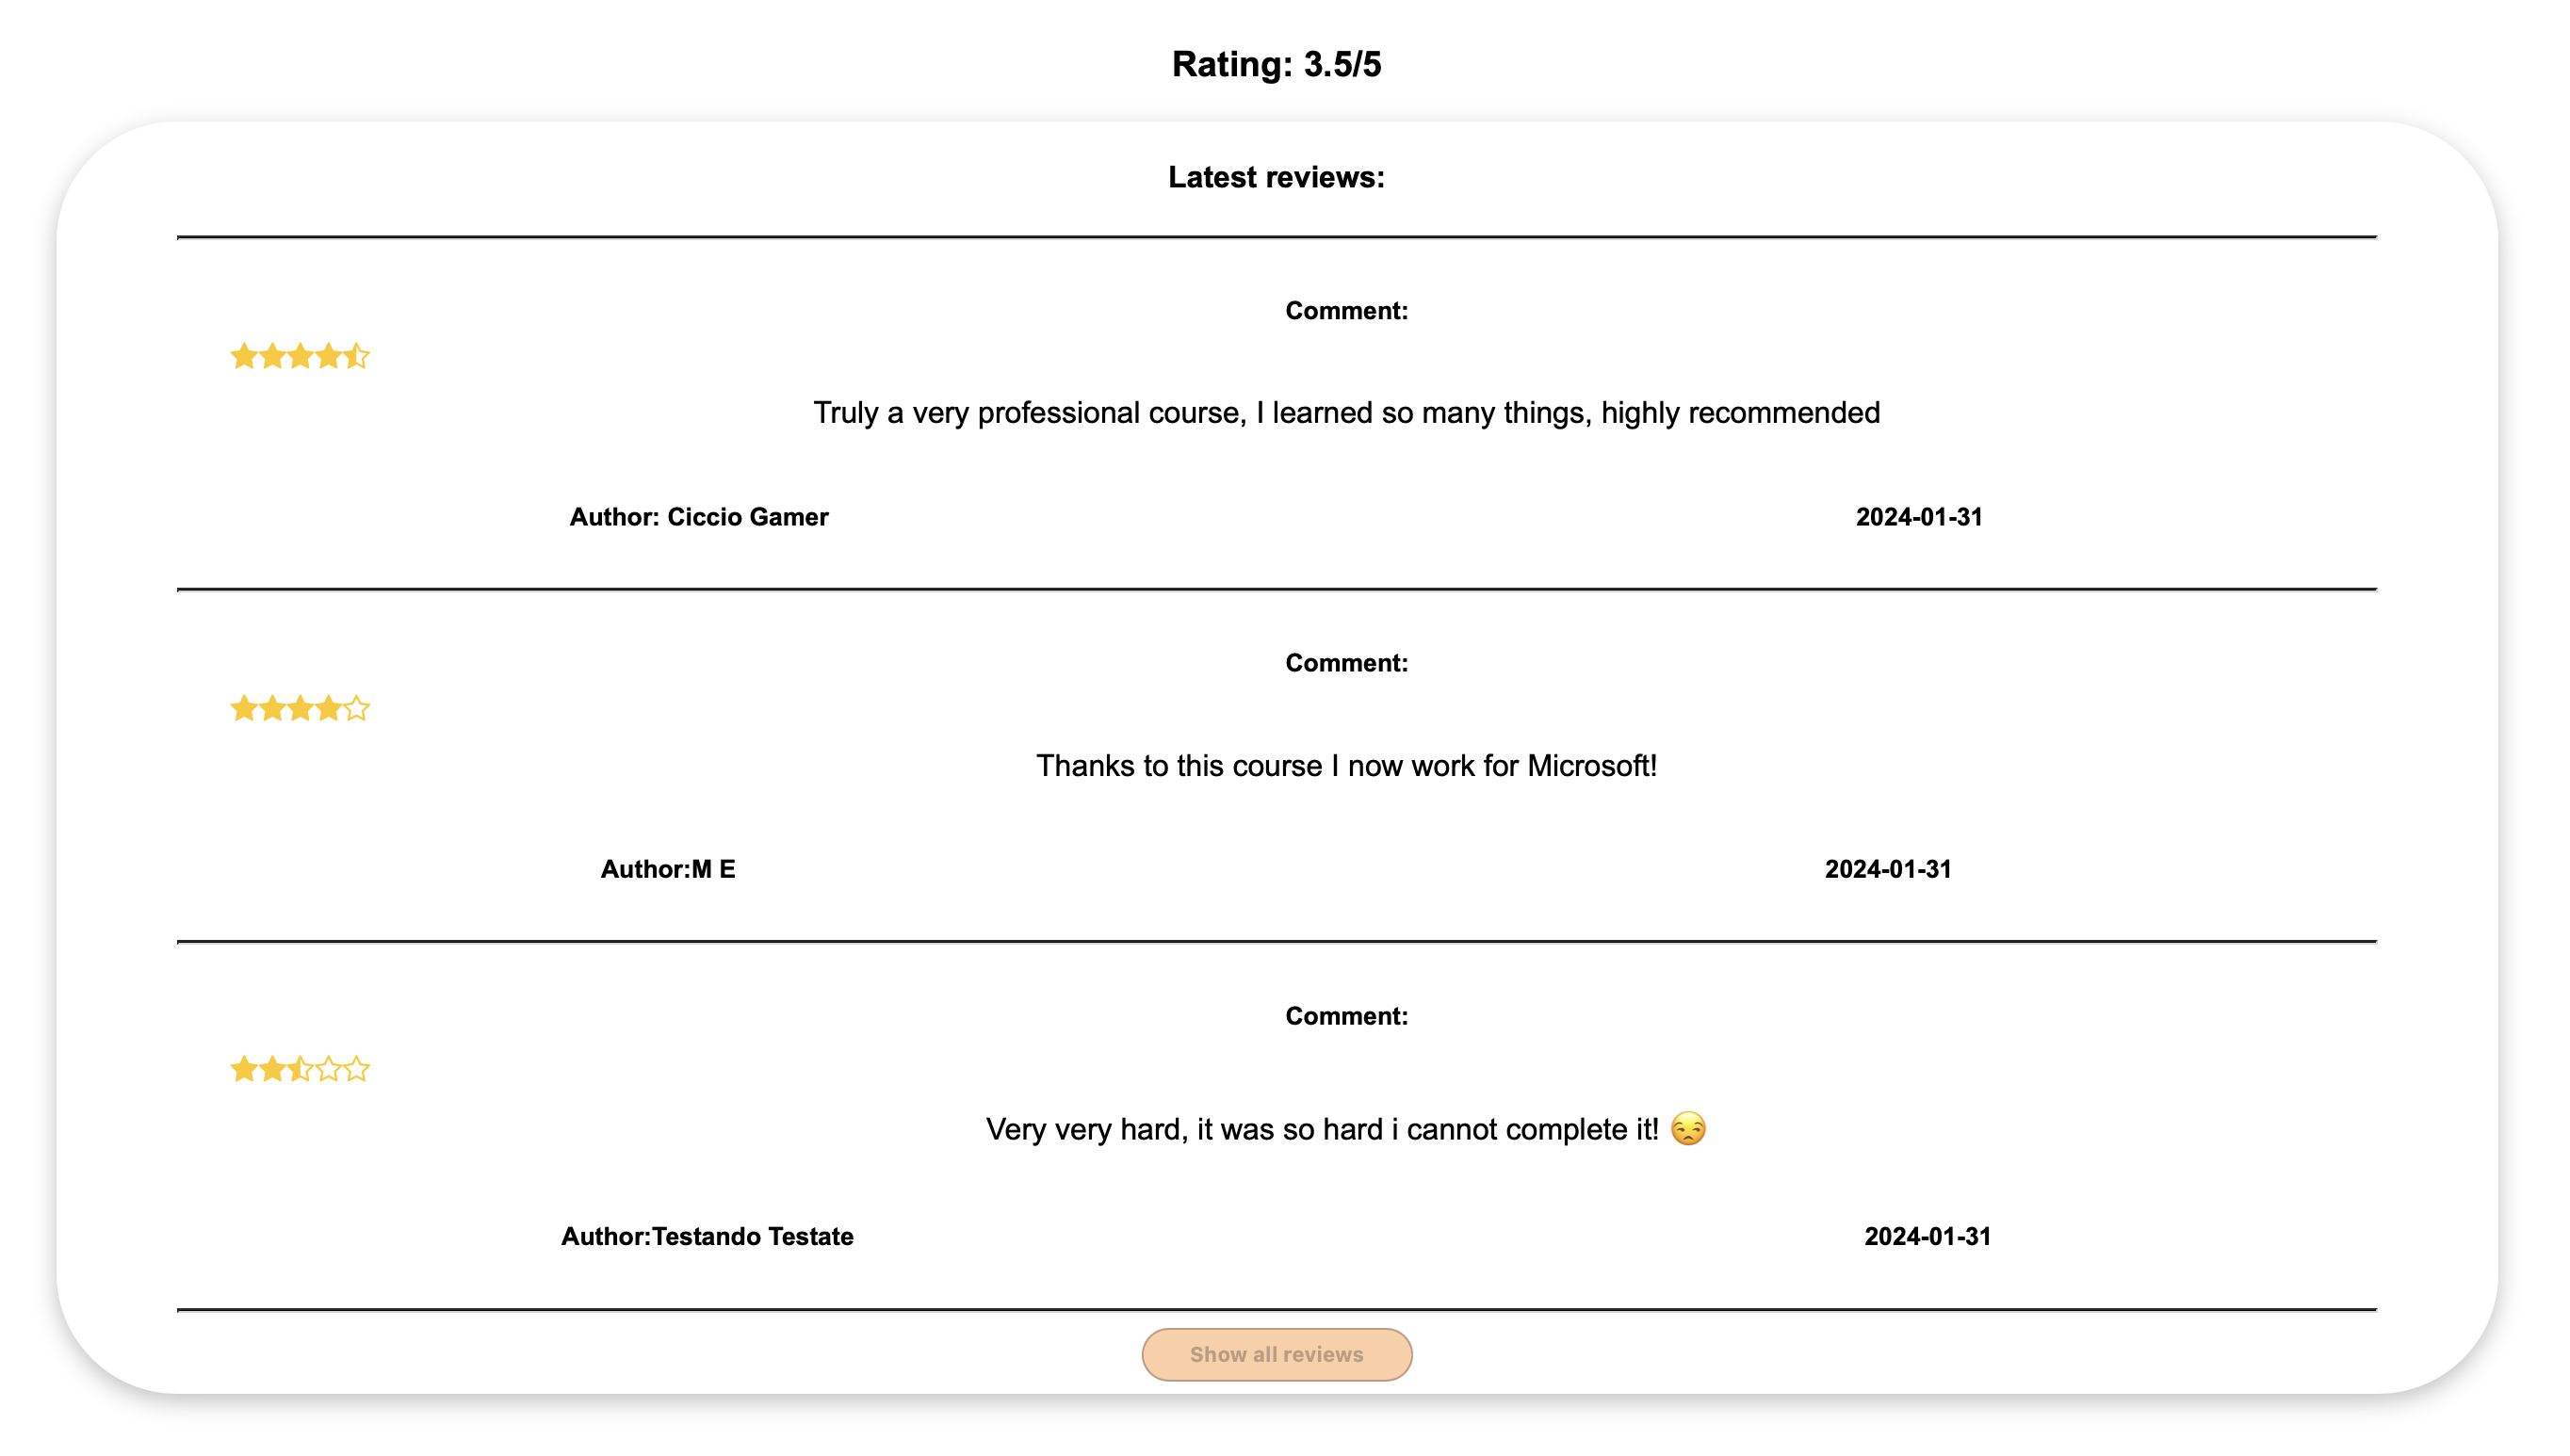 Rating: 3.5/5
Latest reviews:
Comment:
Truly a very professional course, I learned so many things, highly recommended
Author: Ciccio Gamer 2024-01-31
Comment:
Thanks to this course I now work for Microsoft!
Author:M E 2024-01-31
Comment:
Very very hard, it was so hard i cannot complete it! 😒
Author:Testando Testate 2024-01-31
Show all reviews